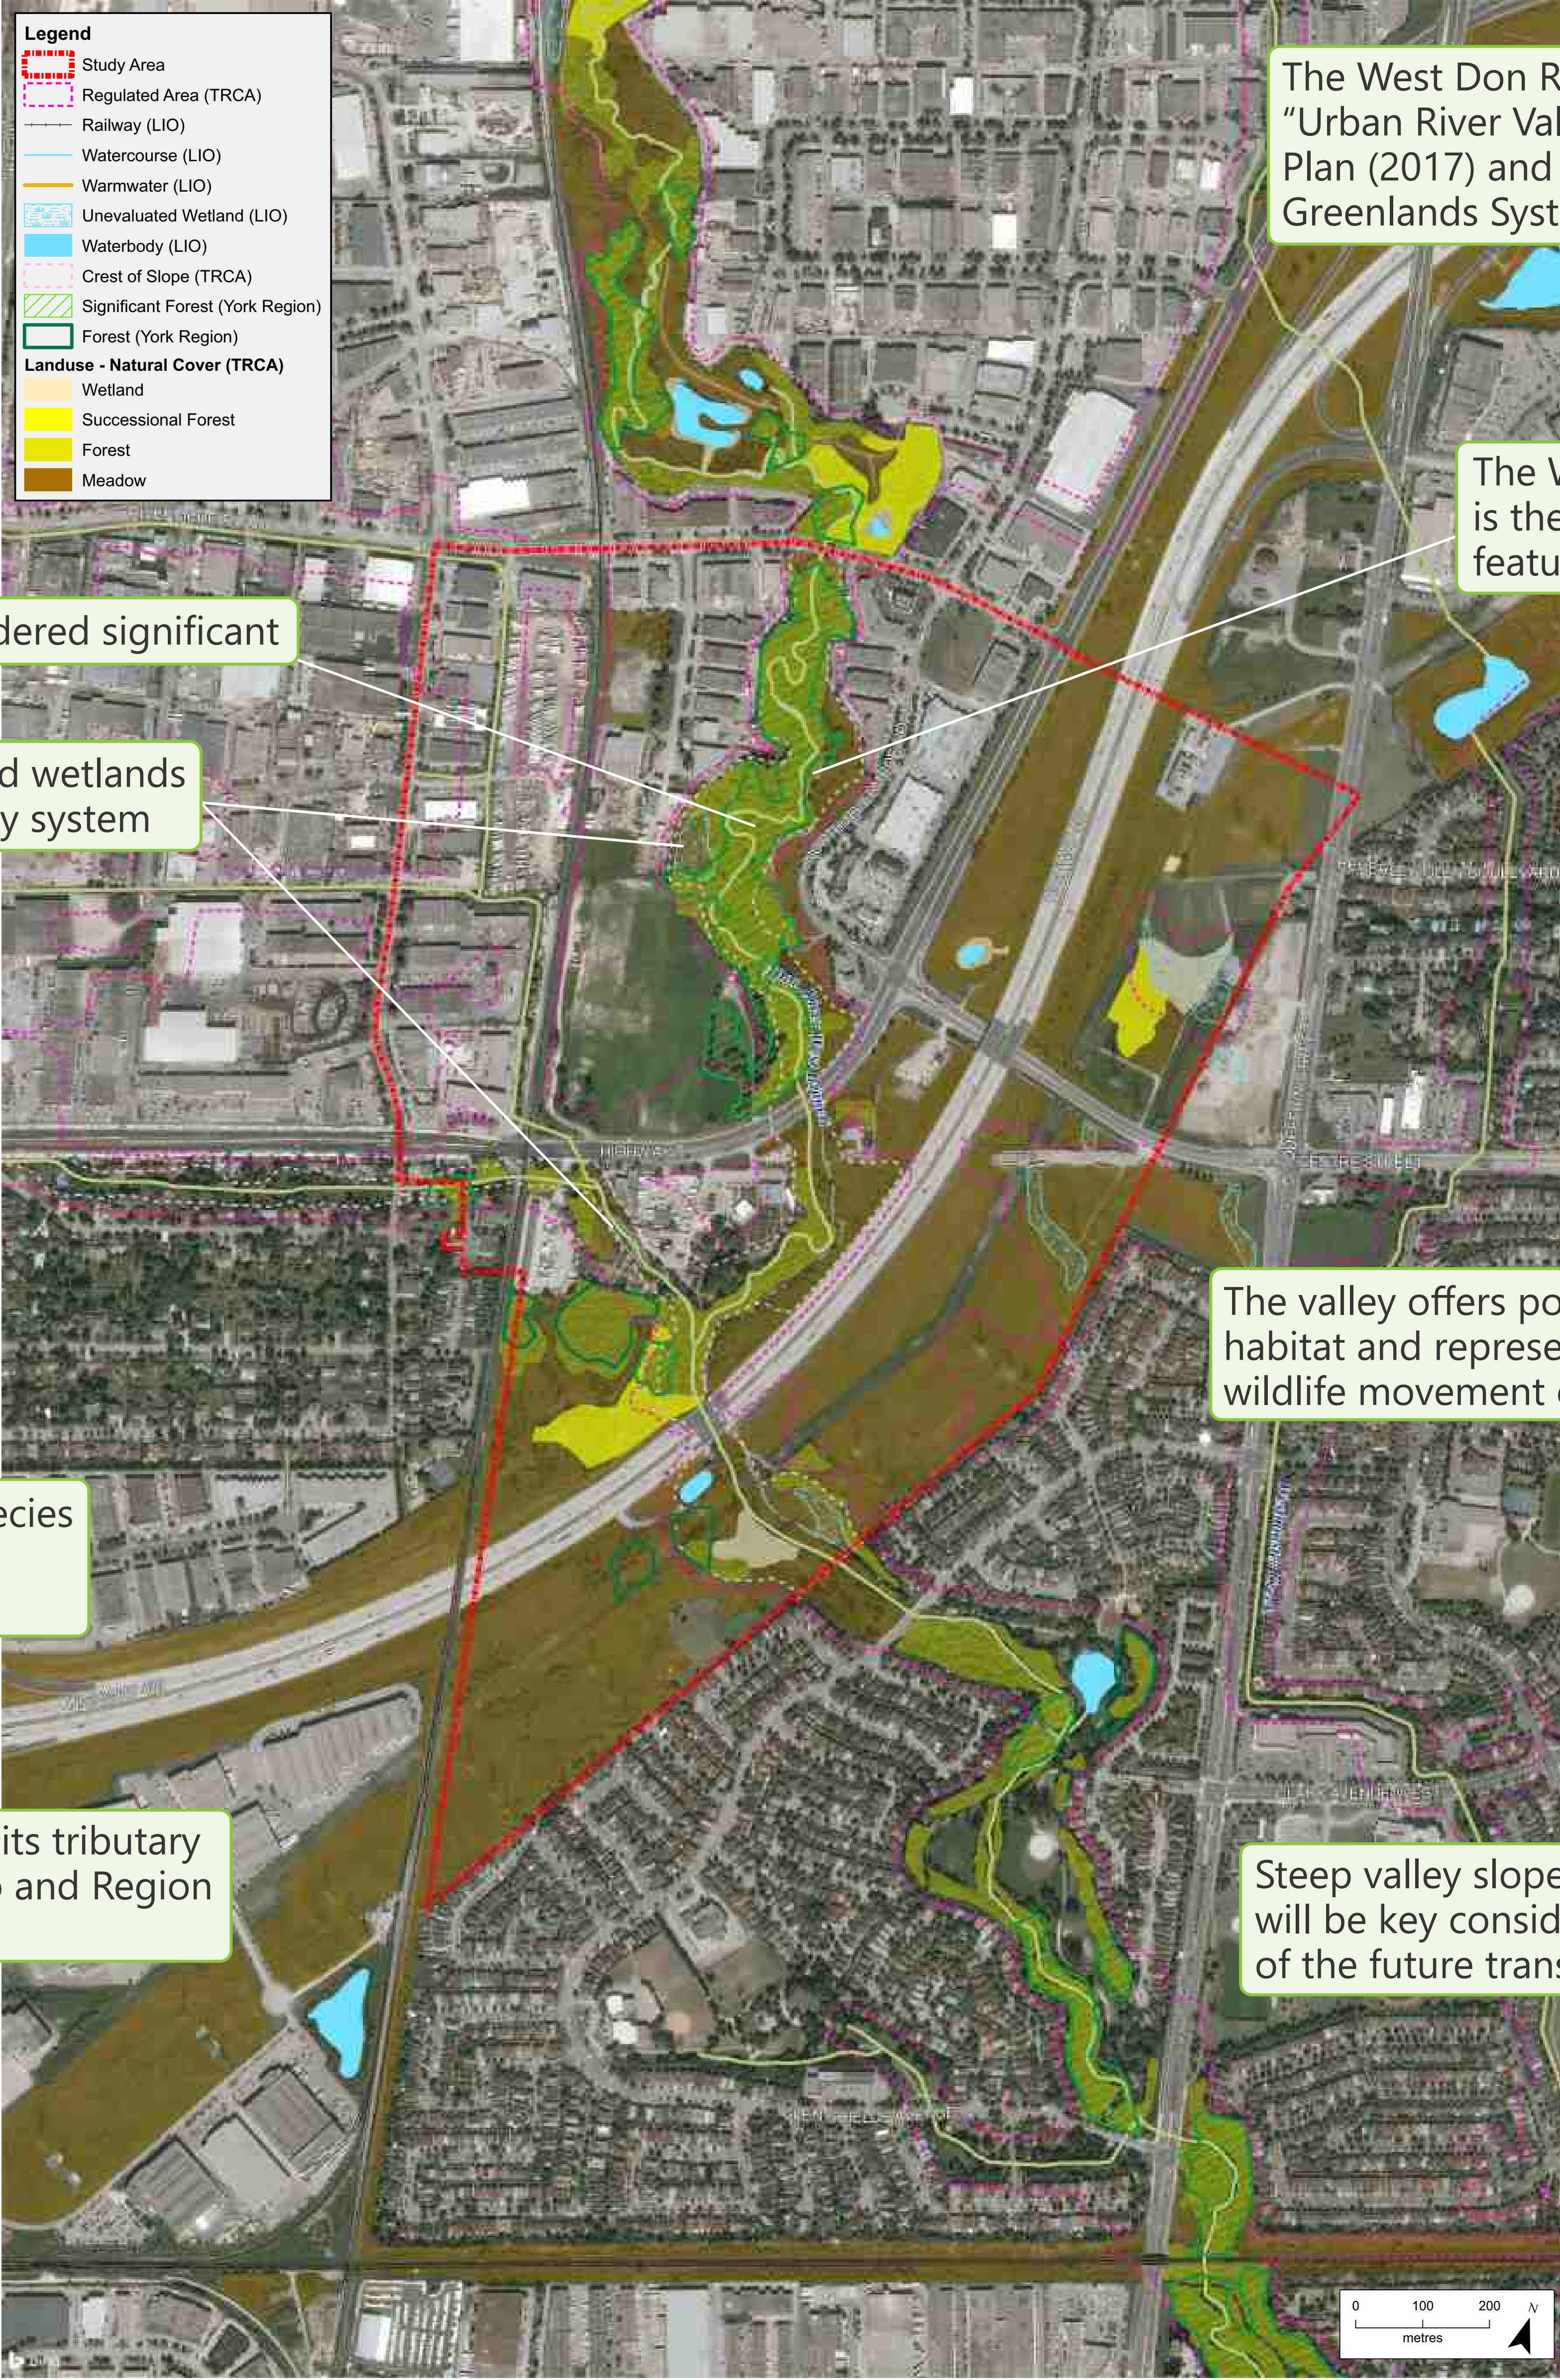 Legend
Study Area
Regulated Area (TRCA)
Railway (LIO)
Watercourse (LIO)
Warmwater (LIO)
Unevaluated Wetland (LIO)
Waterbody (LIO)
Crest of Slope (TRCA)
Significant Forest (York Region)
Forest (York Region)
Landuse - Natural Cover (TRCA)
Wetland
Successional Forest
Forest
Meadow
The West Don R
“Urban River Val
Plan (2017) and
Greenlands Syst
The W
is the
featu
dered significant
d wetlands
y system
HIGHWAY
The valley offers po
habitat and represe
wildlife movement
ecies
its tributary
and Region
Steep valley slope
will be key consid
of the future trans
0 100 200 N
metres